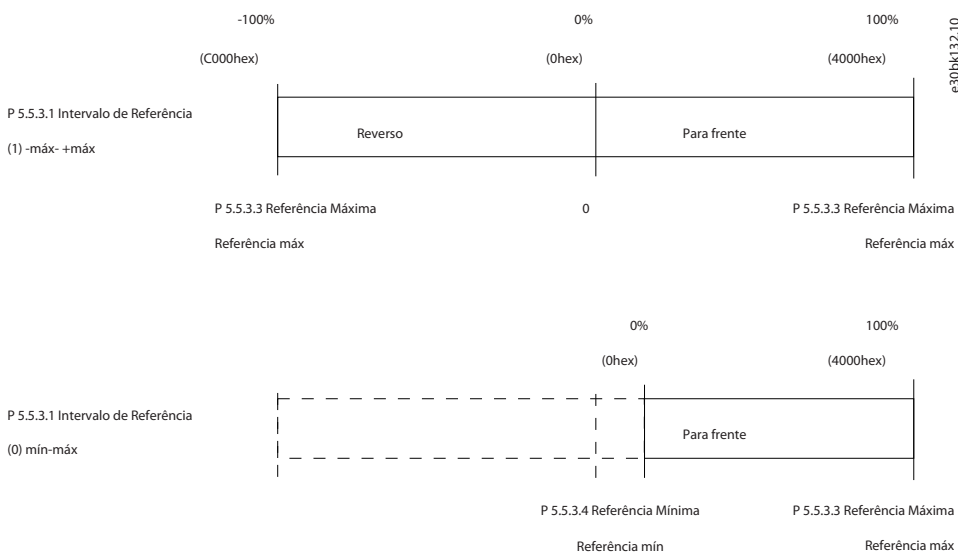 -100% 0% 100%
(C000hex) (0hex) (4000hex)
e30bk132.10
P 5.5.3.1 Intervalo de Referência
(1) -máx- +máx
Reverso Para frente
P 5.5.3.3 Referência Máxima 0 P 5.5.3.3 Referência Máxima
Referência máx Referência máx
0% 100%
(0hex) (4000hex)
P 5.5.3.1 Intervalo de Referência
(0) mín-máx
Para frente
P 5.5.3.4 Referência Mínima P 5.5.3.3 Referência Máxima
Referência mín Referência máx